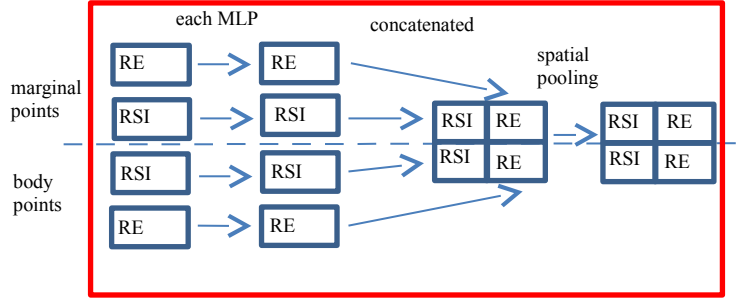 each MLP
concatenated
spatial
pooling
marginal
points
RE
RE
RSI
RSI
RSI
RE
RSI
RE
RSI
RE
RSI
RE
body
points
RSI
RSI
RE
RE